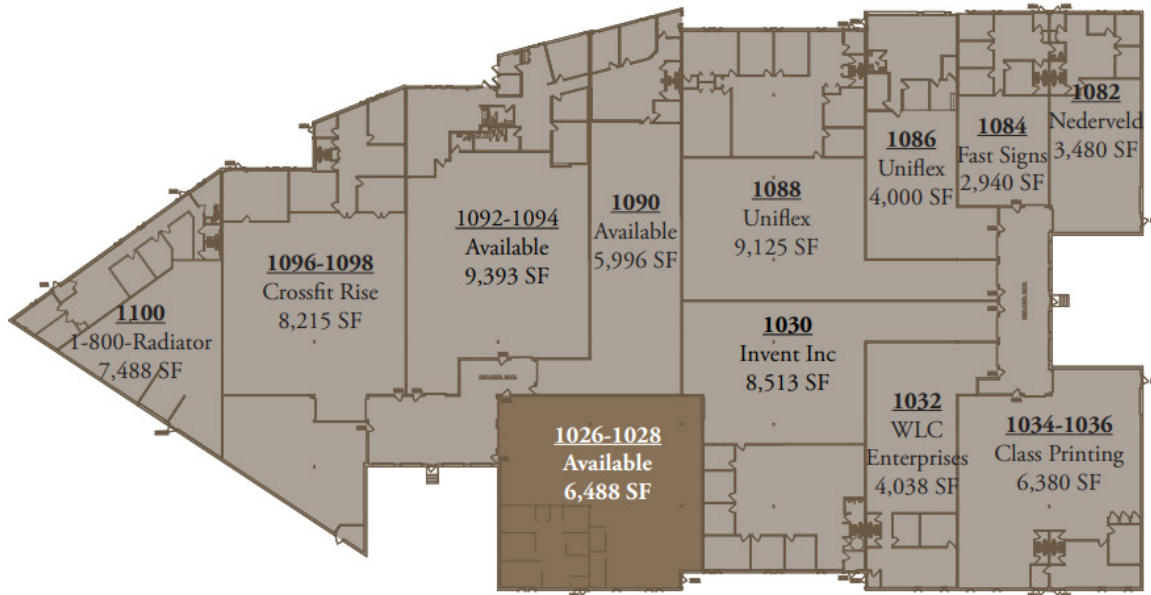 1082
Nederveld
3,480 SF
1084
Fast Signs
2,940 SF
1086
Uniflex
4,000 SF
1088
Uniflex
9,125 SF
1090
Available
5,996 SF
1092-1094
Available
9,393 SF
1096-1098
Crossfit Rise
8,215 SF
1100
1-800-Radiator
7,488 SF
1030
Invent Inc
8,513 SF
1032
WLC
Enterprises
4,038 SF
1034-1036
Class Printing
6,380 SF
1026-1028
Available
6,488 SF